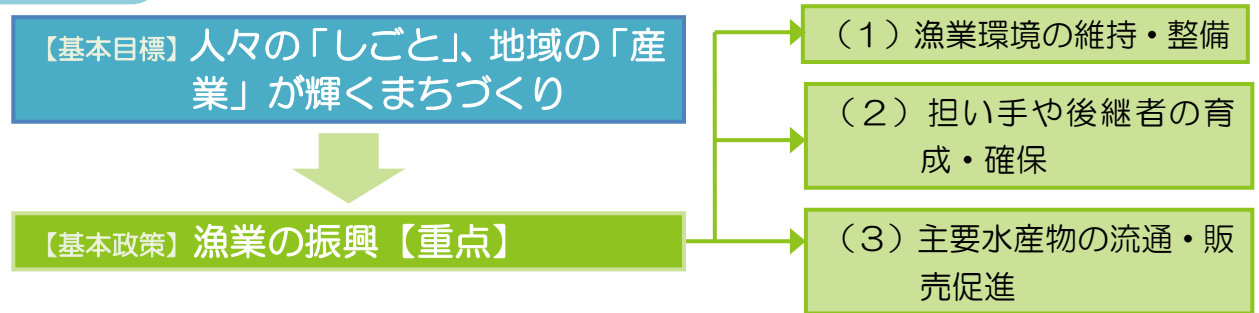 【基本目標】人々の「しごと」、地域の「産
業」が輝くまちづくり
【基本政策】漁業の振興【重点】
（１）漁業環境の維持・整備
（２）担い手や後継者の育
成・確保
（３）主要水産物の流通・販
売促進